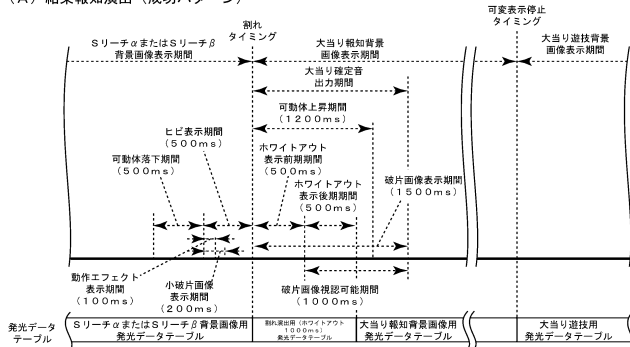 （A）結果報知演出（成功パターン）
割れ
タイミング
可変表示停止
タイミング
SリーチαまたはSリーチβ
背景画像表示期間
大当り報知背景
画像表示期間
大当り遊技背景
画像表示期間
大当り確定音
出力期間
可動体上昇期間
（1200ms）
ヒビ表示期間
（500ms）
可動体落下期間
（500ms）
ホワイトアウト
表示前期期間
（500ms）
ホワイトアウト
表示後期期間
（500ms）
破片画像表示期間
（1500ms）
動作エフェクト
表示期間
（100ms）
小破片画像
表示期間
（200ms）
破片画像視認可能期間
（1000ms）
発光データ
テーブル
SリーチαまたはSリーチβ背景画像用
発光データテーブル
割れ演出用（ホワイトアウト
1000ms）
発光データテーブル
大当り報知背景画像用
発光データテーブル
大当り遊技用
発光データテーブル